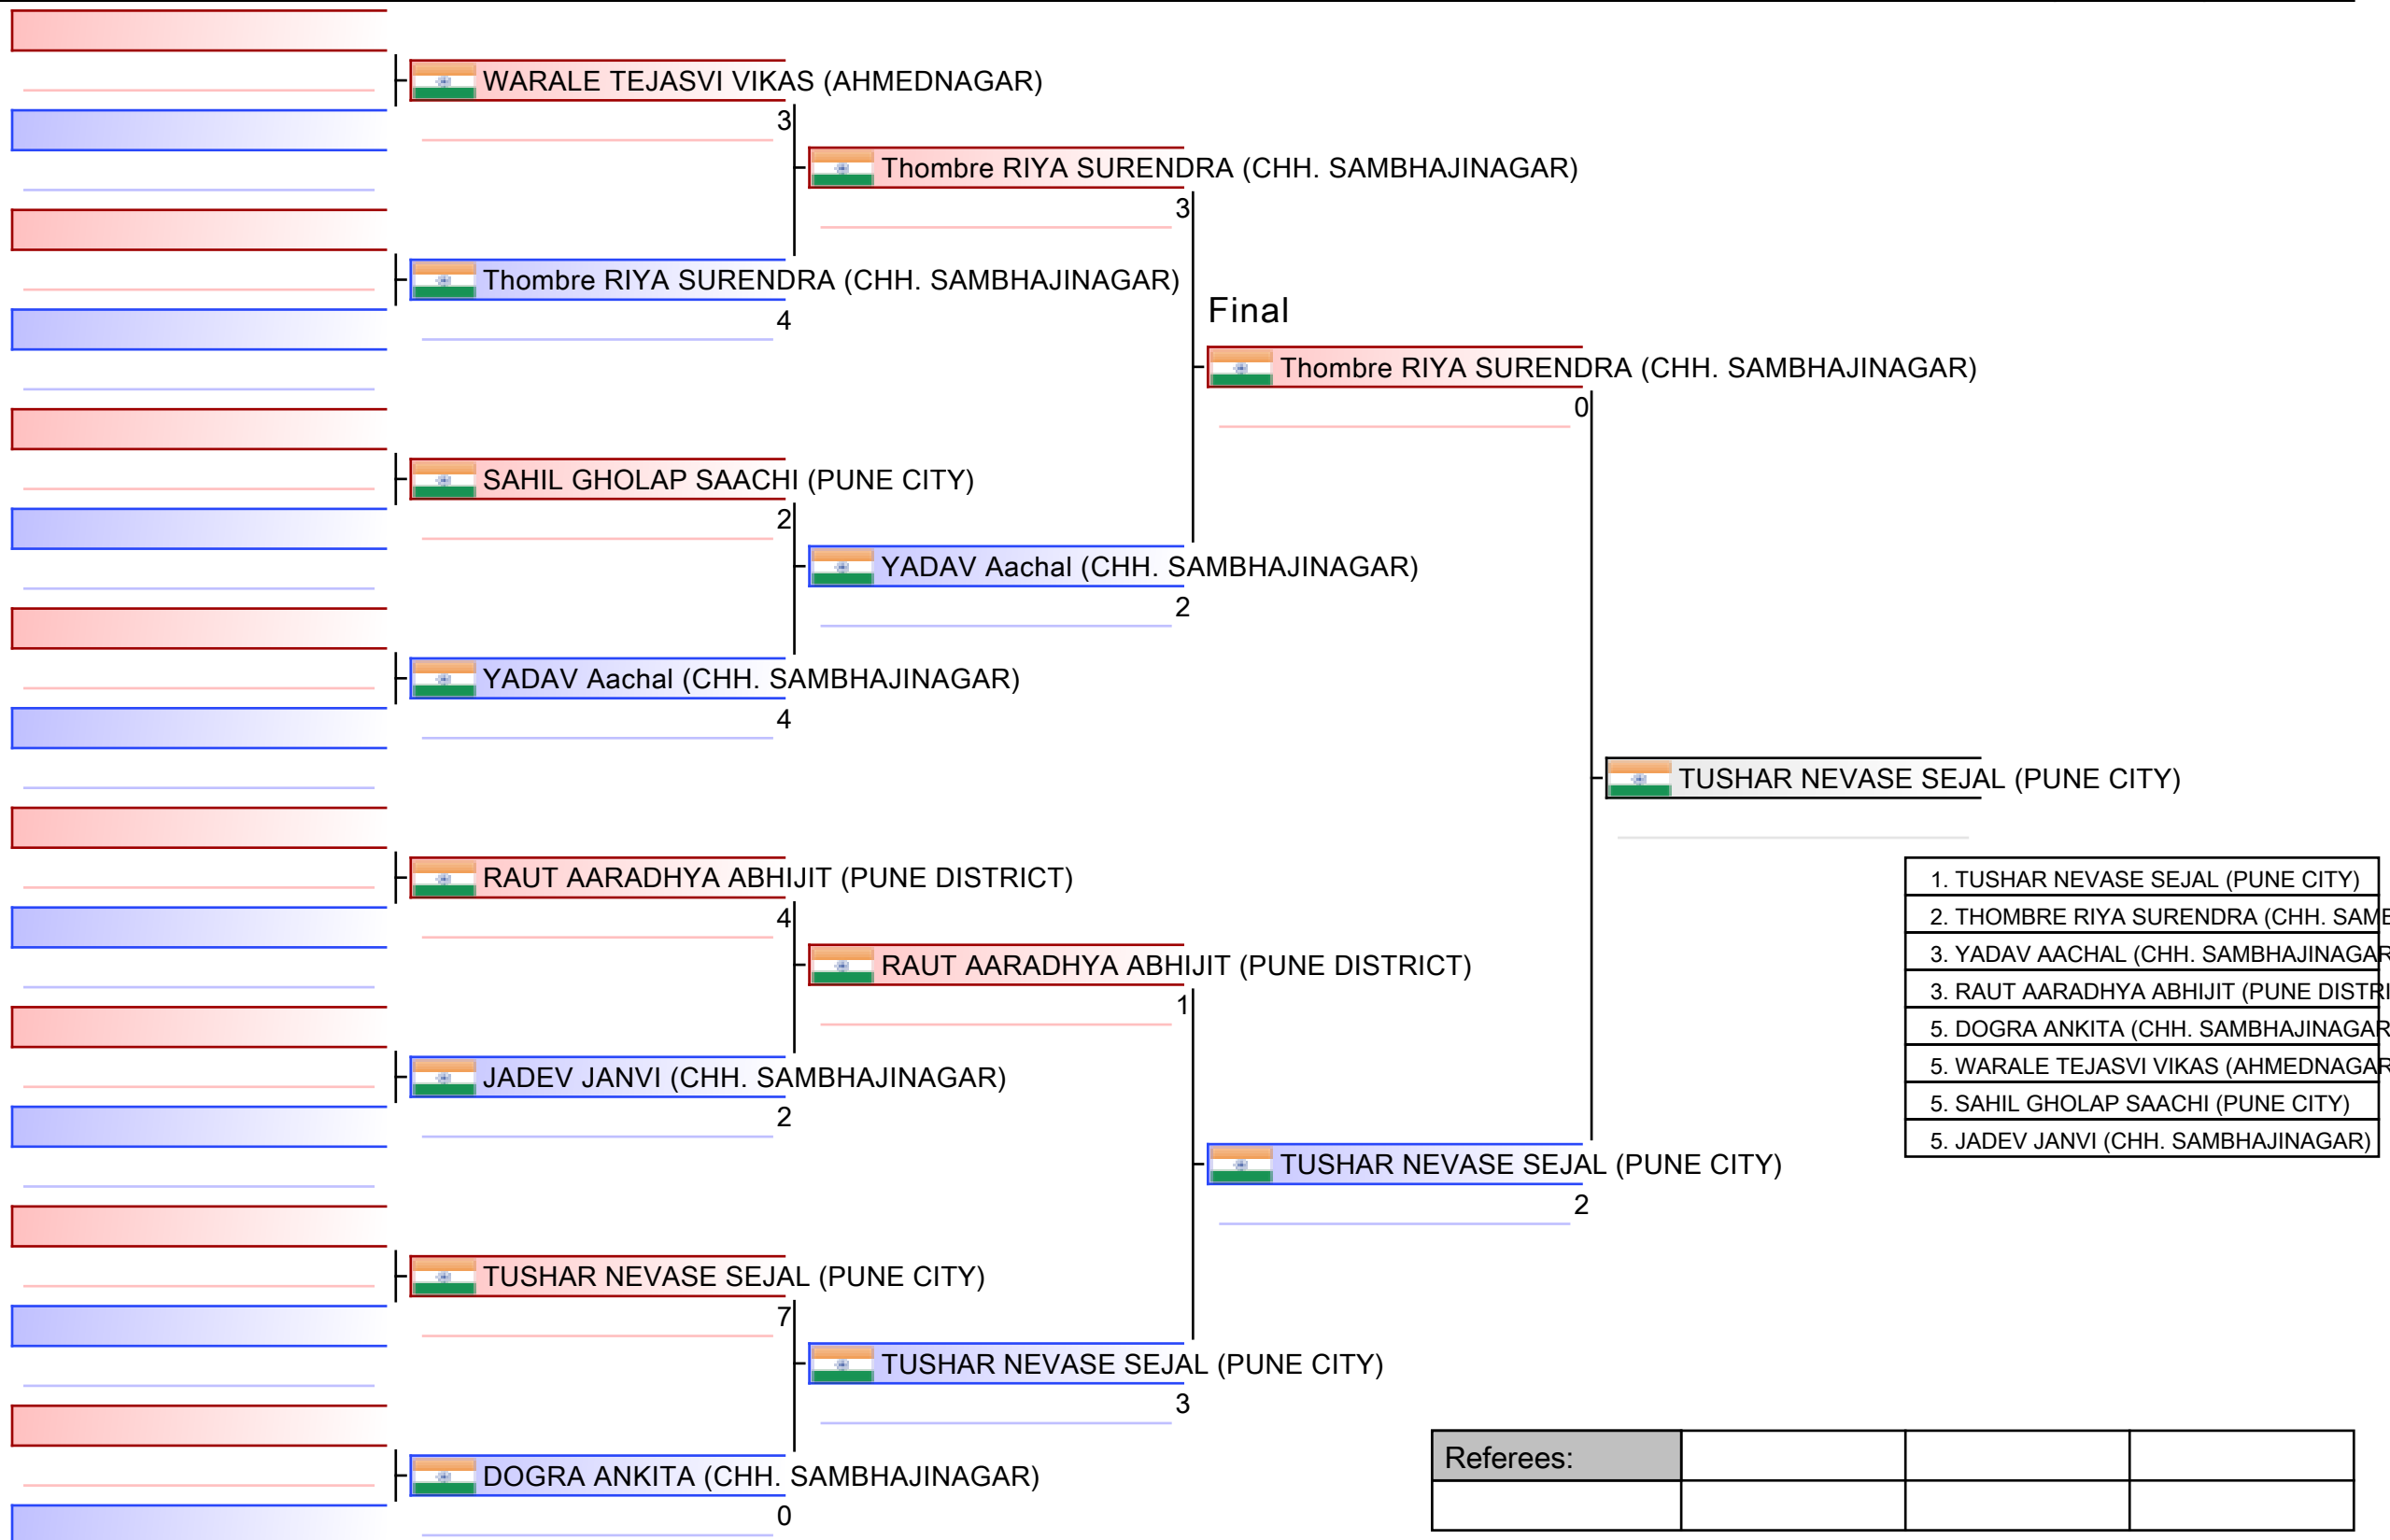 WARALE TEJASVI VIKAS (AHMEDNAGAR)
3
Thombre RIYA SURENDRA (CHH. SAMBHAJINAGAR)
3
Thombre RIYA SURENDRA (CHH. SAMBHAJINAGAR)
4
Final
Thombre RIYA SURENDRA (CHH. SAMBHAJINAGAR)
0
SAHIL GHOLAP SAACHI (PUNE CITY)
2
YADAV Aachal (CHH. SAMBHAJINAGAR)
2
YADAV Aachal (CHH. SAMBHAJINAGAR)
4
TUSHAR NEVASE SEJAL (PUNE CITY)
RAUT AARADHYA ABHIJIT (PUNE DISTRICT)
4
RAUT AARADHYA ABHIJIT (PUNE DISTRICT)
1
JADEV JANVI (CHH. SAMBHAJINAGAR)
2
TUSHAR NEVASE SEJAL (PUNE CITY)
2
TUSHAR NEVASE SEJAL (PUNE CITY)
7
TUSHAR NEVASE SEJAL (PUNE CITY)
3
DOGRA ANKITA (CHH. SAMBHAJINAGAR)
0
1. TUSHAR NEVASE SEJAL (PUNE CITY)
2. THOMBRE RIYA SURENDRA (CHH. SAMB
3. YADAV AACHAL (CHH. SAMBHAJINAGAR
3. RAUT AARADHYA ABHIJIT (PUNE DISTRI
5. DOGRA ANKITA (CHH. SAMBHAJINAGAR
5. WARALE TEJASVI VIKAS (AHMEDNAGAR
5. SAHIL GHOLAP SAACHI (PUNE CITY)
5. JADEV JANVI (CHH. SAMBHAJINAGAR)
Referees: